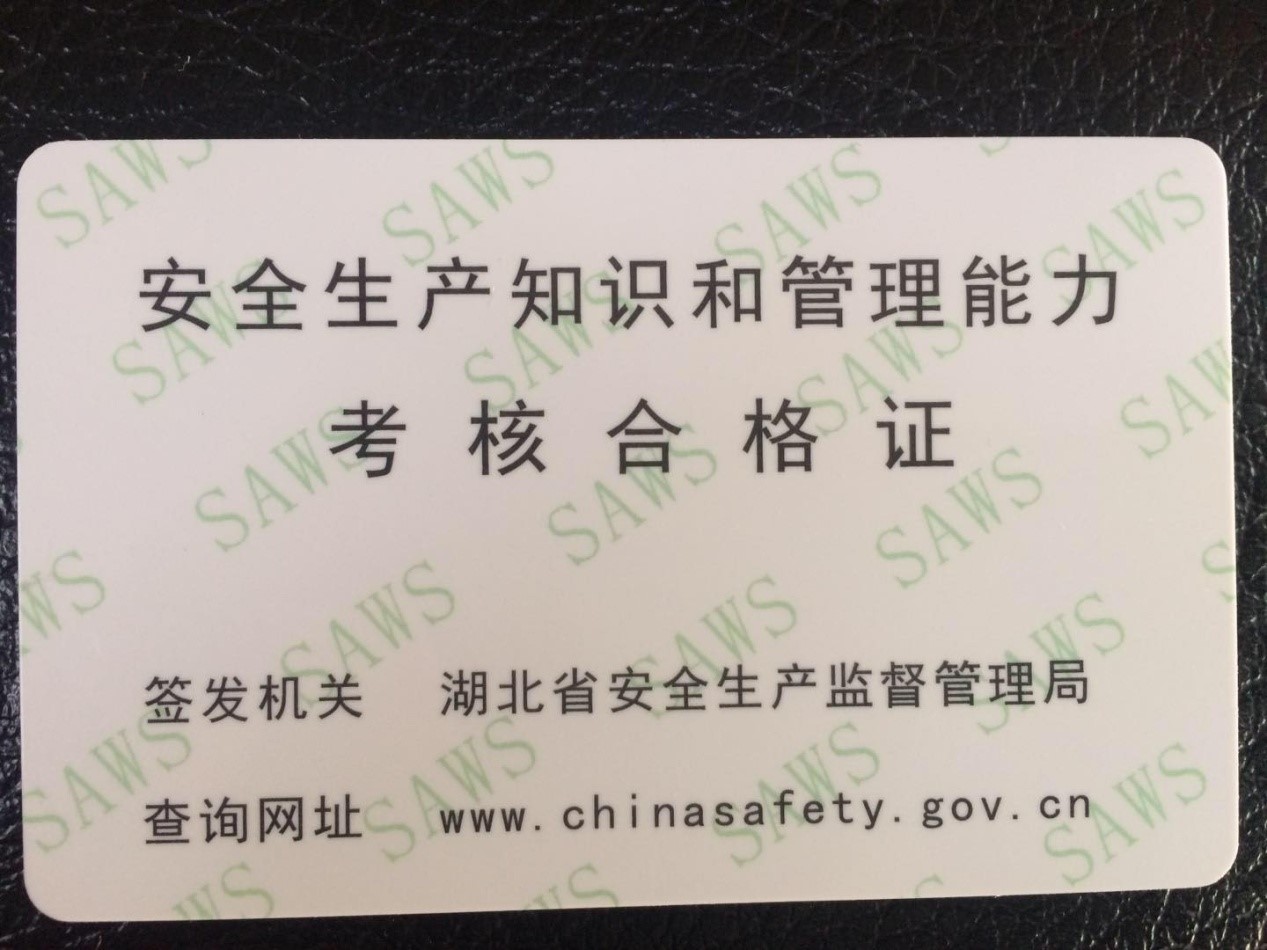 安全生产知识和管理能力
考核合格证
签发机关 湖北省安全生产监督管理局
查询网址 www.chinasafety.gov.cn
SAWS